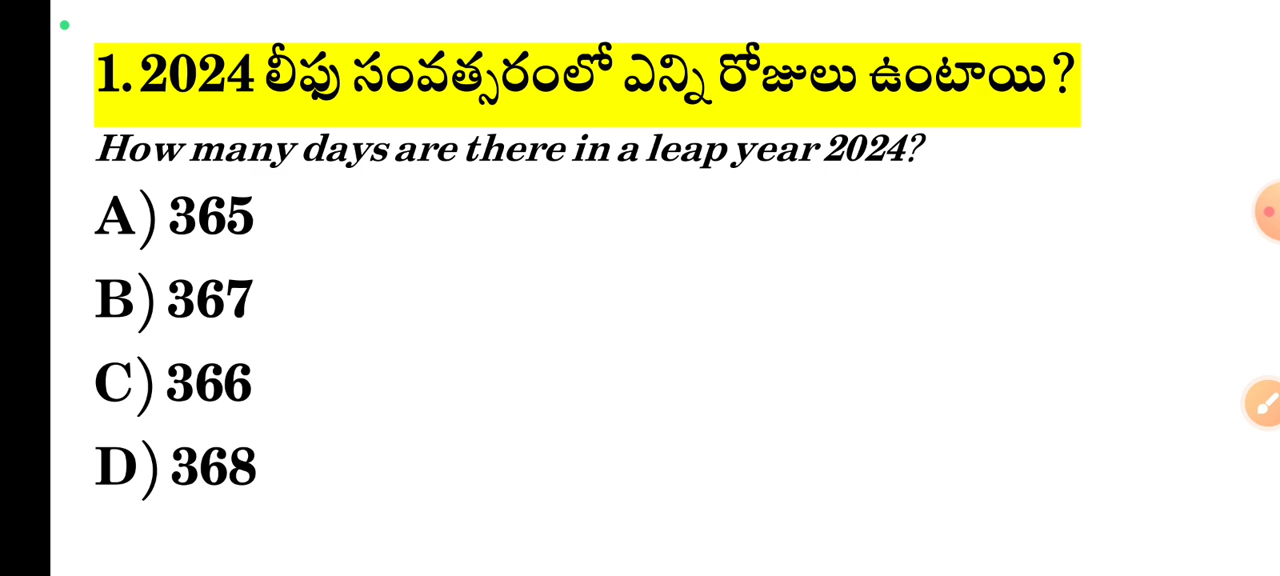 1. 2024 లీఫు సంవత్సరంలో ఎన్ని రోజులు ఉంటాయి?
How many days are there in a leap year 2024?
A) 365
B) 367
C) 366
D) 368